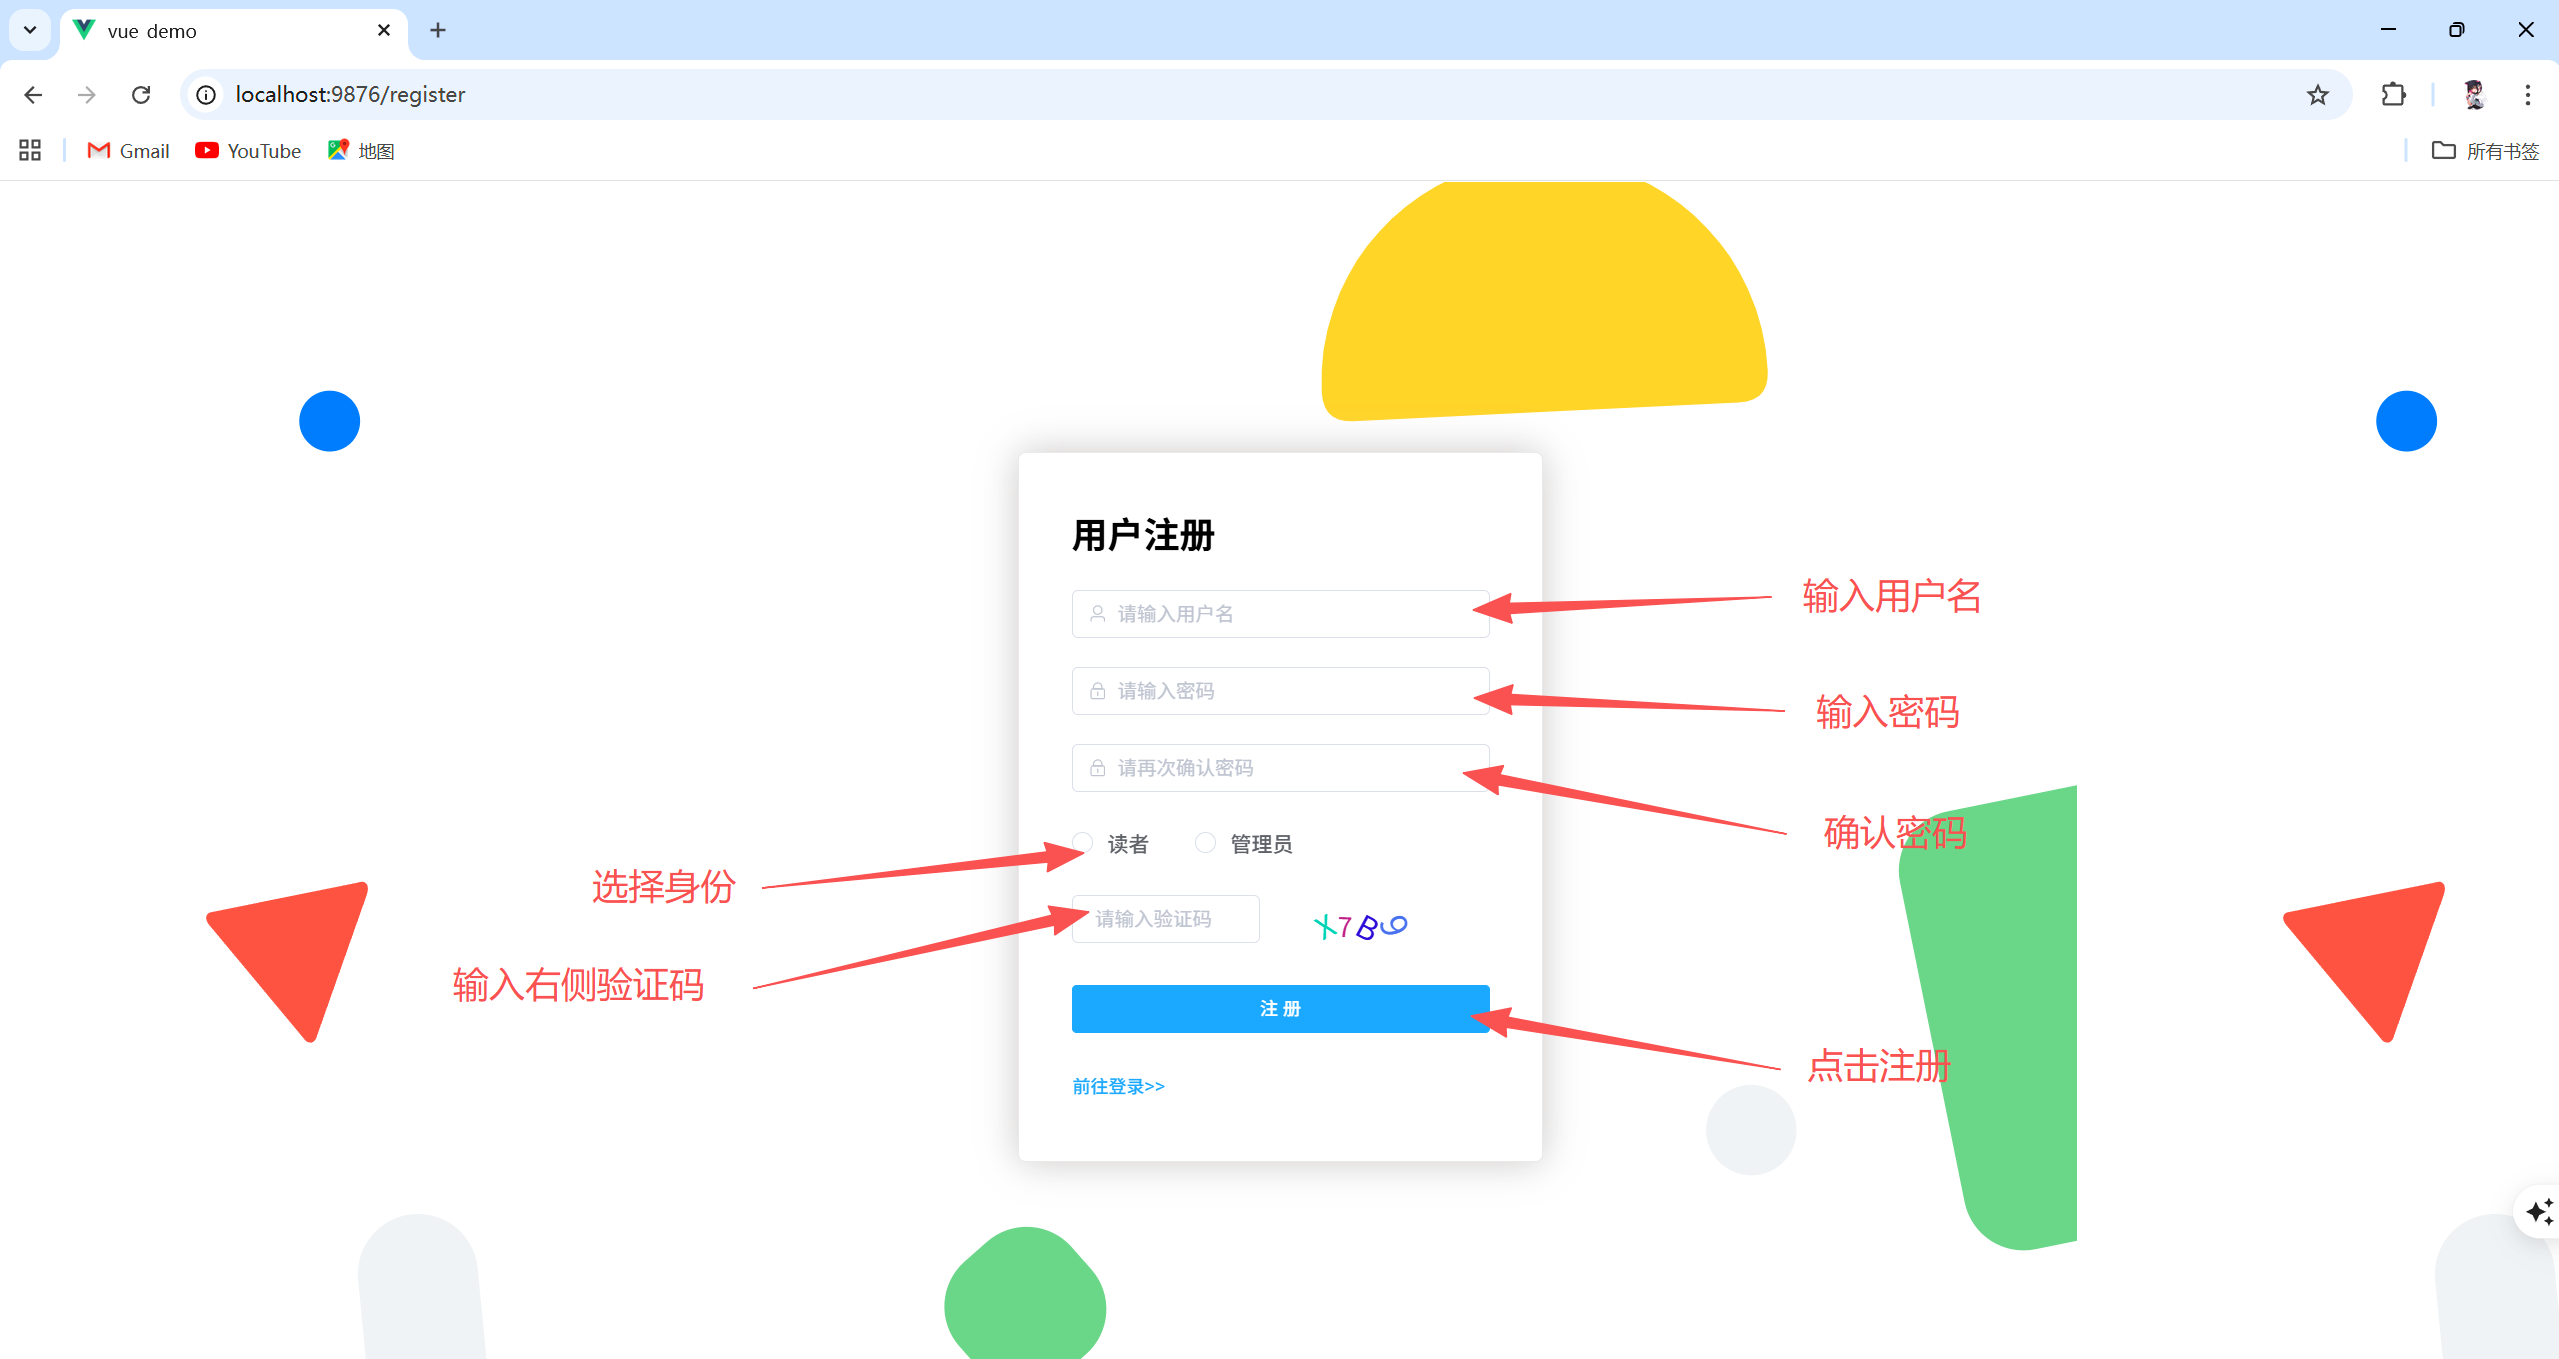 vue demo
localhost:9876/register
Gmail
YouTube
地图
所有书签
用户注册
请输入用户名
输入用户名
请输入密码
输入密码
请再次确认密码
确认密码
读者
管理员
选择身份
请输入验证码
X7B9
输入右侧验证码
注 册
点击注册
前往登录>>